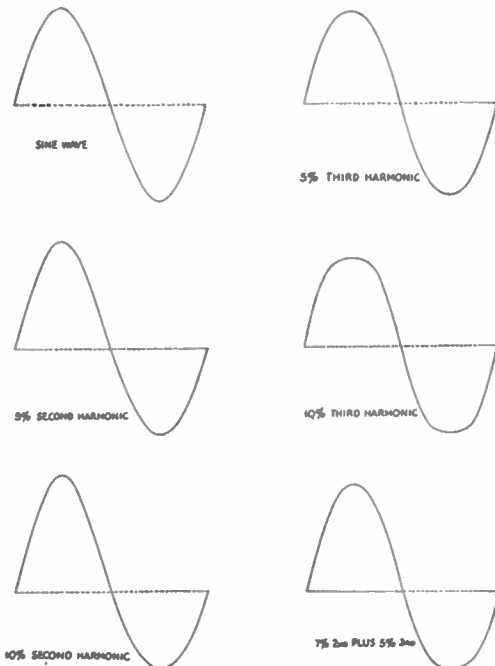 SINE WAVE
5% THIRD HARMONIC
5% SECOND HARMONIC
10% THIRD HARMONIC
10% SECOND HARMONIC
7% 2ND PLUS 5% 3RD